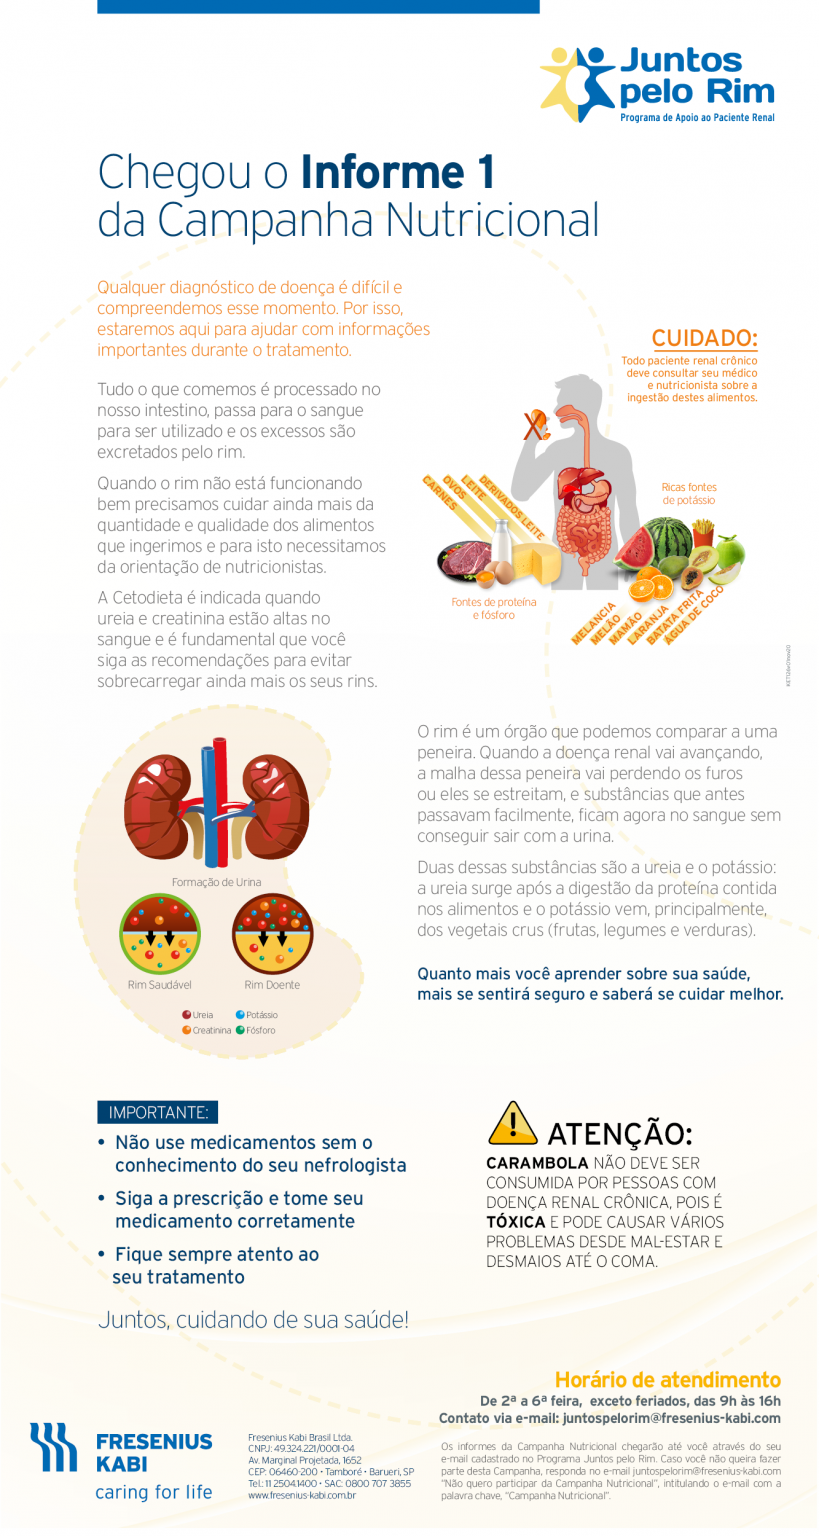 Juntos
pelo Rim
Programa de Apoio ao Paciente Renal
Chegou o Informe 1
da Campanha Nutricional
Qualquer diagnóstico de doença é difícil e
compreendemos esse momento. Por isso,
estaremos aqui para ajudar com informações
importantes durante o tratamento.
Tudo o que comemos é processado no
nosso intestino, passa para o sangue
para ser utilizado e os excessos são
excretados pelo rim.
Quando o rim não está funcionando
bem precisamos cuidar ainda mais da
quantidade e qualidade dos alimentos
que ingerimos e para isto necessitamos
da orientação de nutricionistas.
A Cetodieta é indicada quando
ureia e creatinina estão altas no
sangue e é fundamental que você
siga as recomendações para evitar
sobrecarregar ainda mais os seus rins.
CUIDADO:
Todo paciente renal crônico
deve consultar seu médico
e nutricionista sobre a
ingestão destes alimentos.
CARNES
OVOS
LEITE
DERIVADOS LEITE
Fontes de proteína
e fósforo
Ricas fontes
de potássio
MELANCIA
MELÃO
MAMÃO
LARANJA
BATATA FRITA
ÁGUA DE COCO
Formação de Urina
Rim Saudável
Rim Doente
Ureia
Potássio
Creatinina
Fósforo
O rim é um órgão que podemos comparar a uma
peneira. Quando a doença renal vai avançando,
a malha dessa peneira vai perdendo os furos
ou eles se estreitam, e substâncias que antes
passavam facilmente, ficam agora no sangue sem
conseguir sair com a urina.
Duas dessas substâncias são a ureia e o potássio:
a ureia surge após a digestão da proteína contida
nos alimentos e o potássio vem, principalmente,
dos vegetais crus (frutas, legumes e verduras).
Quanto mais você aprender sobre sua saúde,
mais se sentirá seguro e saberá se cuidar melhor.
IMPORTANTE:
• Não use medicamentos sem o
conhecimento do seu nefrologista
• Siga a prescrição e tome seu
medicamento corretamente
• Fique sempre atento ao
seu tratamento
Juntos, cuidando de sua saúde!
ATENÇÃO:
CARAMBOLA NÃO DEVE SER
CONSUMIDA POR PESSOAS COM
DOENÇA RENAL CRÔNICA, POIS É
TÓXICA E PODE CAUSAR VÁRIOS
PROBLEMAS DESDE MAL-ESTAR E
DESMAIOS ATÉ O COMA.
Horário de atendimento
De 2ª a 6ª feira, exceto feriados, das 9h às 16h
Contato via e-mail: juntospelorim@fresenius-kabi.com
Os informes da Campanha Nutricional chegarão até você através do seu
e-mail cadastrado no Programa Juntos pelo Rim. Caso você não queira fazer
parte desta Campanha, responda no e-mail juntospelorim@fresenius-kabi.com
"Não quero participar da Campanha Nutricional", intitulando o e-mail com a
palavra chave, "Campanha Nutricional".
FRESENIUS
KABI
caring for life
Fresenius Kabi Brasil Ltda.
CNPJ: 49.324.221/0001-04
Av. Marginal Projetada, 1652
CEP: 06460-200 • Tamboré • Barueri, SP
Tel.: 11 2504.1400 • SAC: 0800 707 3855
www.fresenius-kabi.com.br